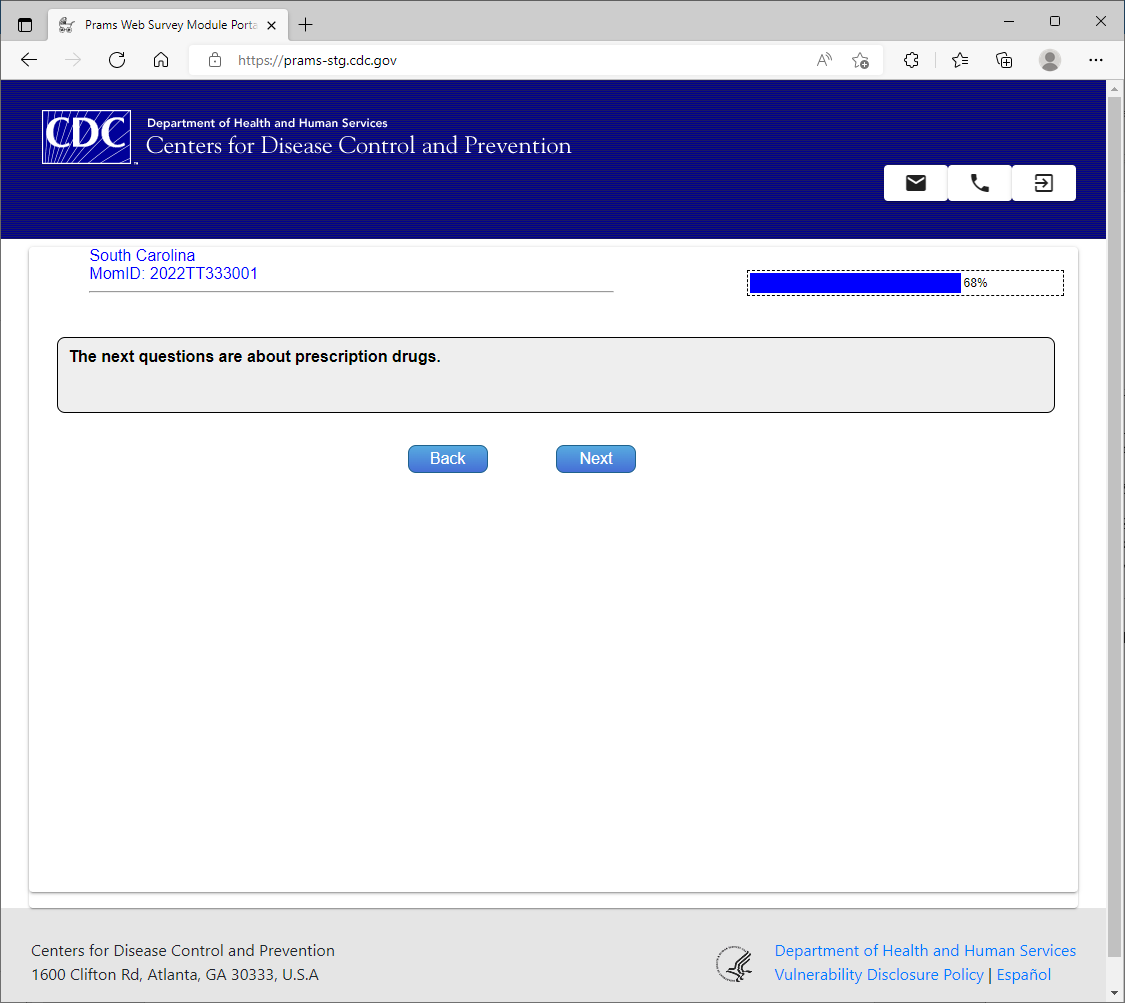 Prams Web Survey Module Porta
https://prams-stg.cdc.gov
CDC
Department of Health and Human Services
Centers for Disease Control and Prevention
South Carolina
MomID: 2022TT333001
68%
The next questions are about prescription drugs.
Back
Next
Centers for Disease Control and Prevention
1600 Clifton Rd, Atlanta, GA 30333, U.S.A
Department of Health and Human Services
Vulnerability Disclosure Policy | Español